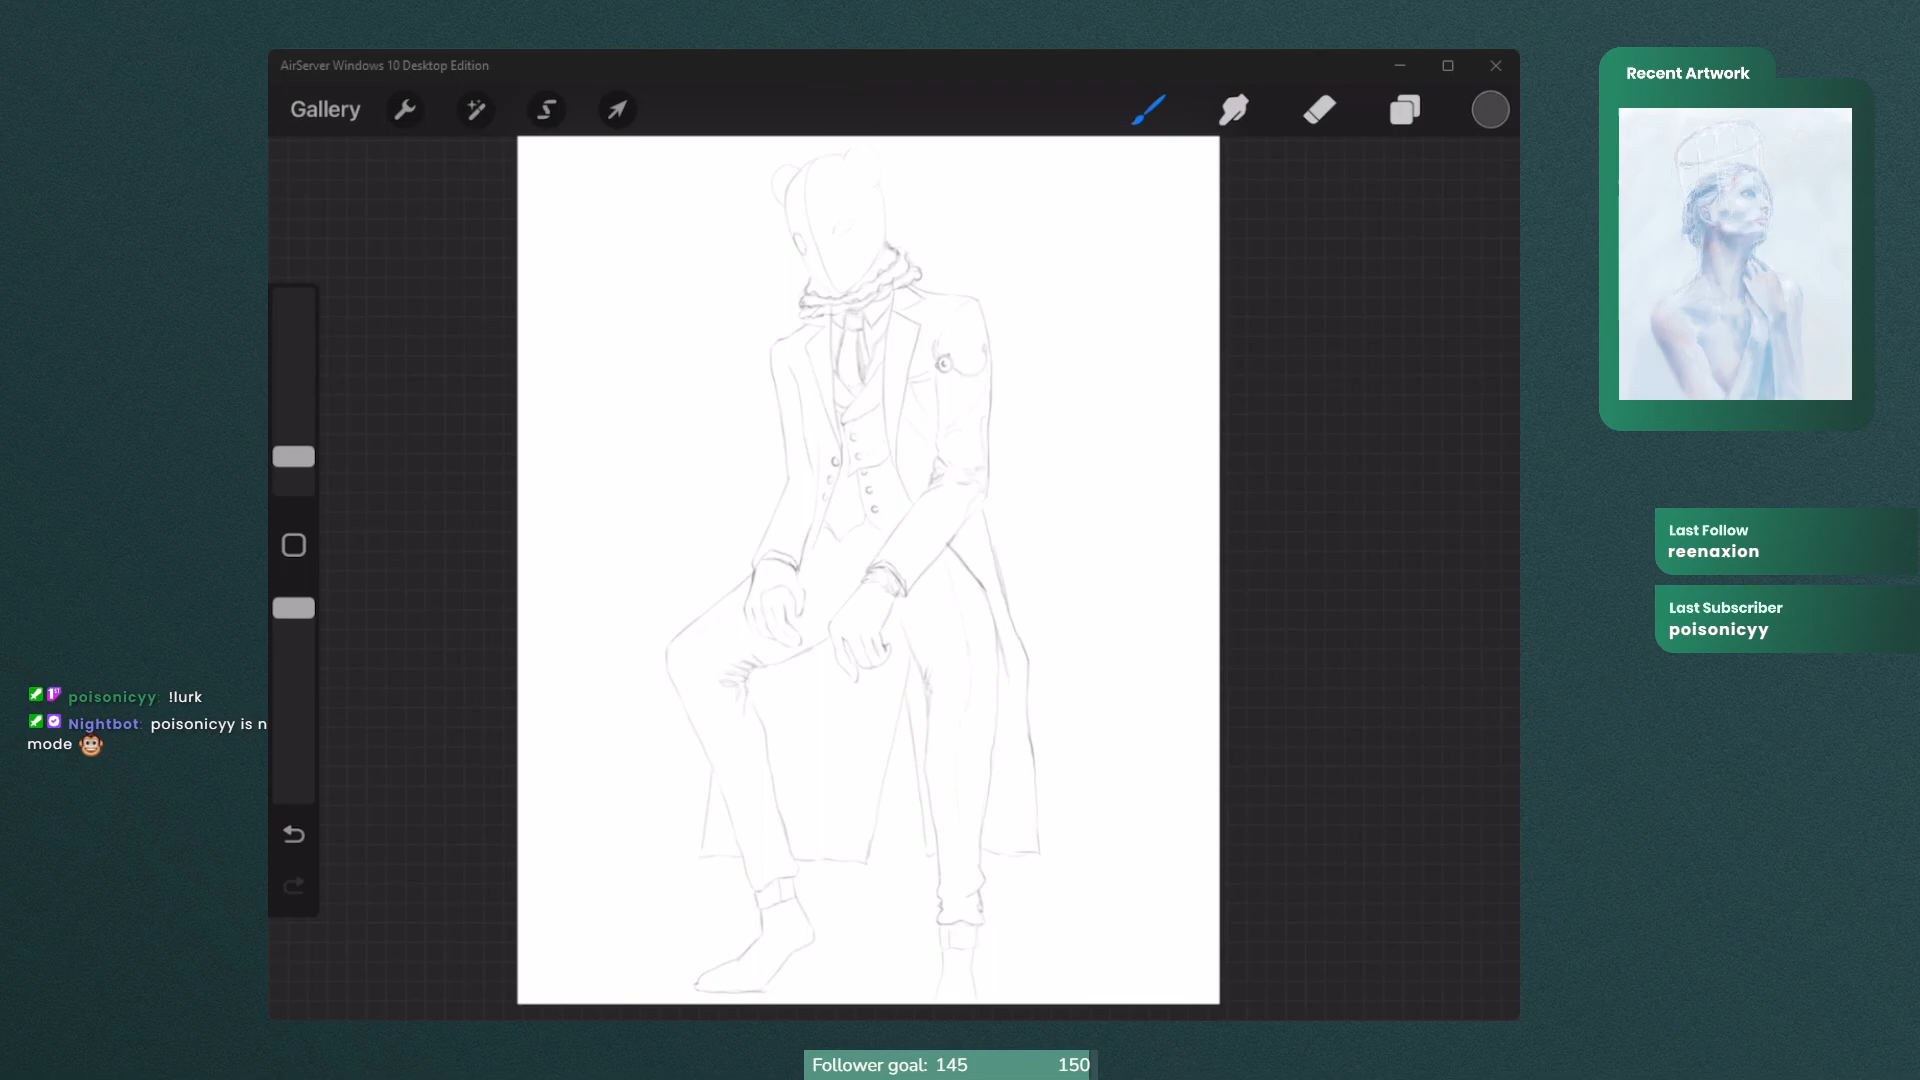 AirServer Windows 10 Desktop Edition
Gallery
Recent Artwork
Last Follow
reenaxion
Last Subscriber
poisonicyy
poisonicyy: !lurk
Nightbot: poisonicyy is n
mode
Follower goal: 145 150